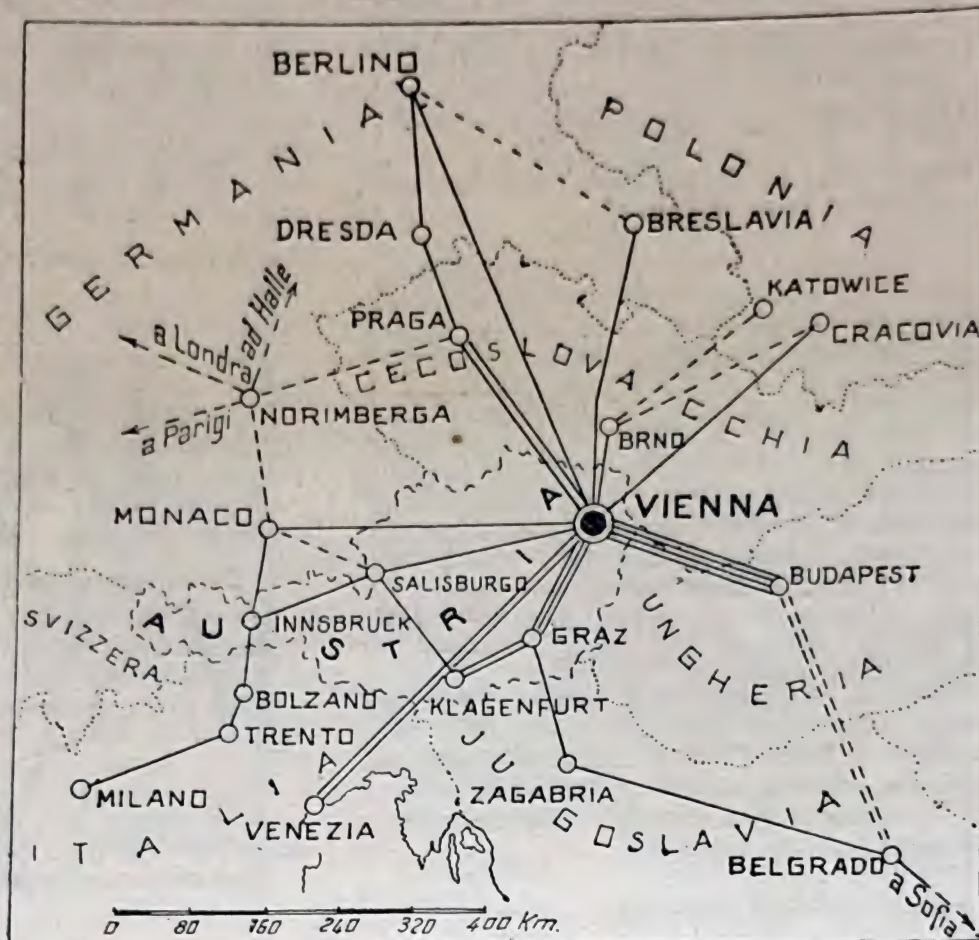 BERLINO
POLONIA
GERMANIA
DRESDA
BRESLAVIA
KATOWICE
CRACOVIA
PRAGA
CECOSLOVACCHIA
a Londra
ad Halle
a Parigi
NORIMBERGA
BRNO
MONACO
VIENNA
SALISBURGO
BUDAPEST
AUSTRIA
SVIZZERA
INNSBRUCK
GRAZ
UNGHERIA
BOLZANO
KLAGENFURT
TRENTO
JUGOSLAVIA
MILANO
VENEZIA
ZAGABRIA
ITALIA
BELGRADO
a Sofia
0 80 160 240 320 400 Km.